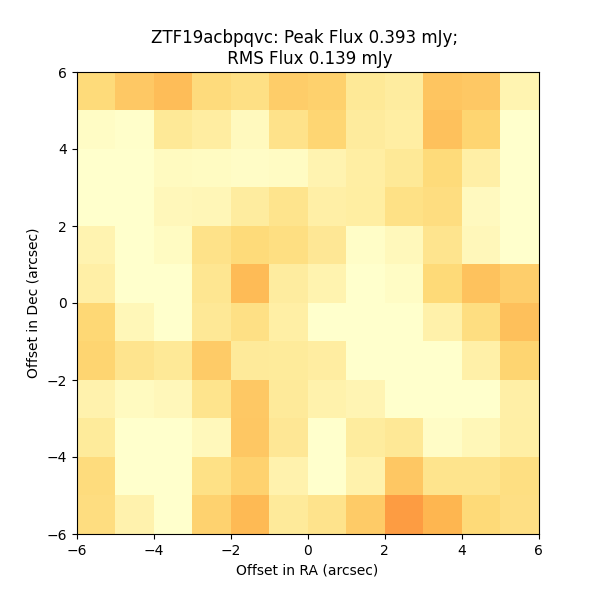 ZTF19acbpqvc: Peak Flux 0.393 mJy;
RMS Flux 0.139 mJy
6
4
2
0
−2
−4
−6
Offset in Dec (arcsec)
−6 −4 −2 0 2 4 6
Offset in RA (arcsec)